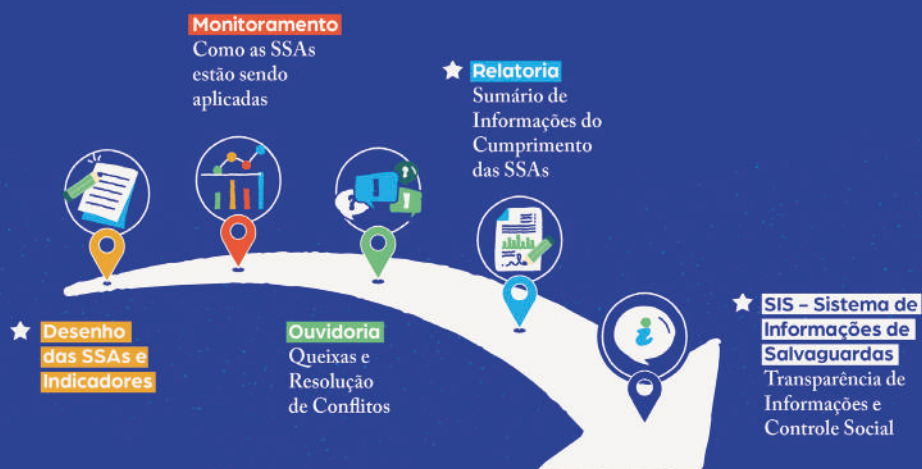 Monitoramento
Como as SSAs
estão sendo
aplicadas
Relatoria
Sumário de
Informações do
Cumprimento
das SSAs
Desenho
das SSAs e
Indicadores
Ouvidoria
Queixas e
Resolução
de Conflitos
SIS – Sistema de
Informações de
Salvaguardas
Transparência de
Informações e
Controle Social